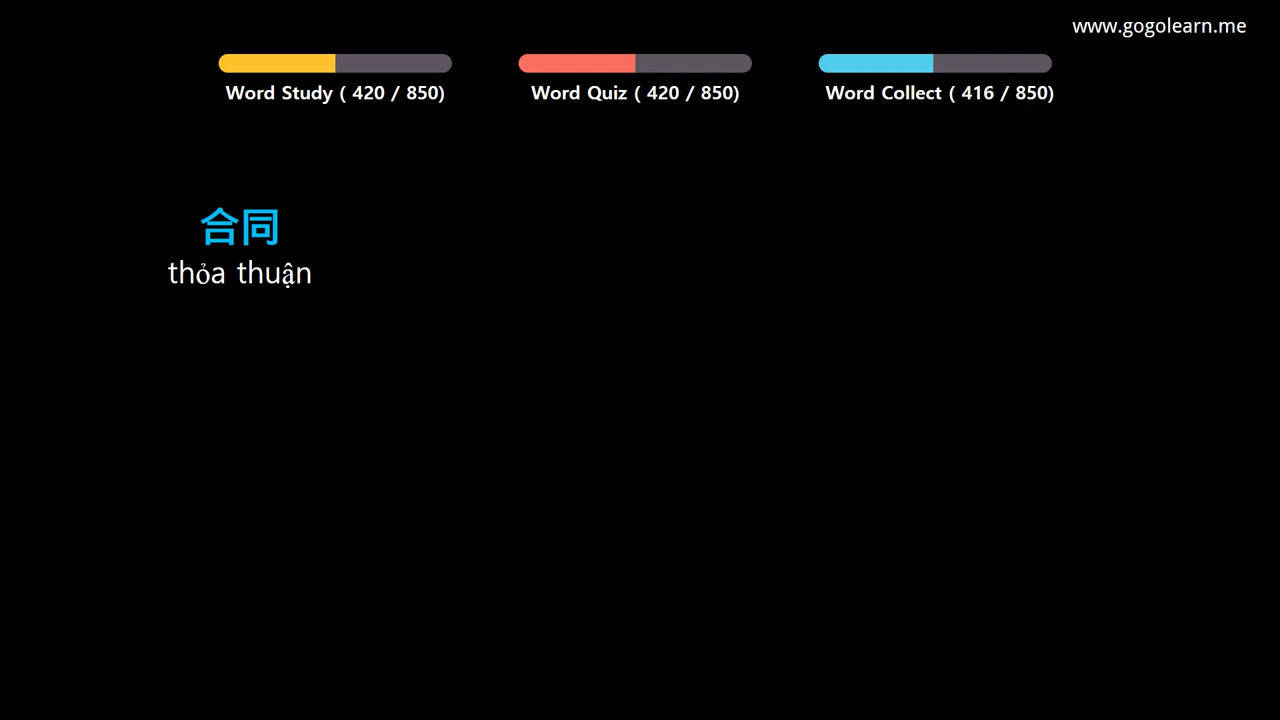 www.gogolearn.me
Word Study ( 420 / 850)
Word Quiz ( 420 / 850)
Word Collect ( 416 / 850)
合同
thỏa thuận